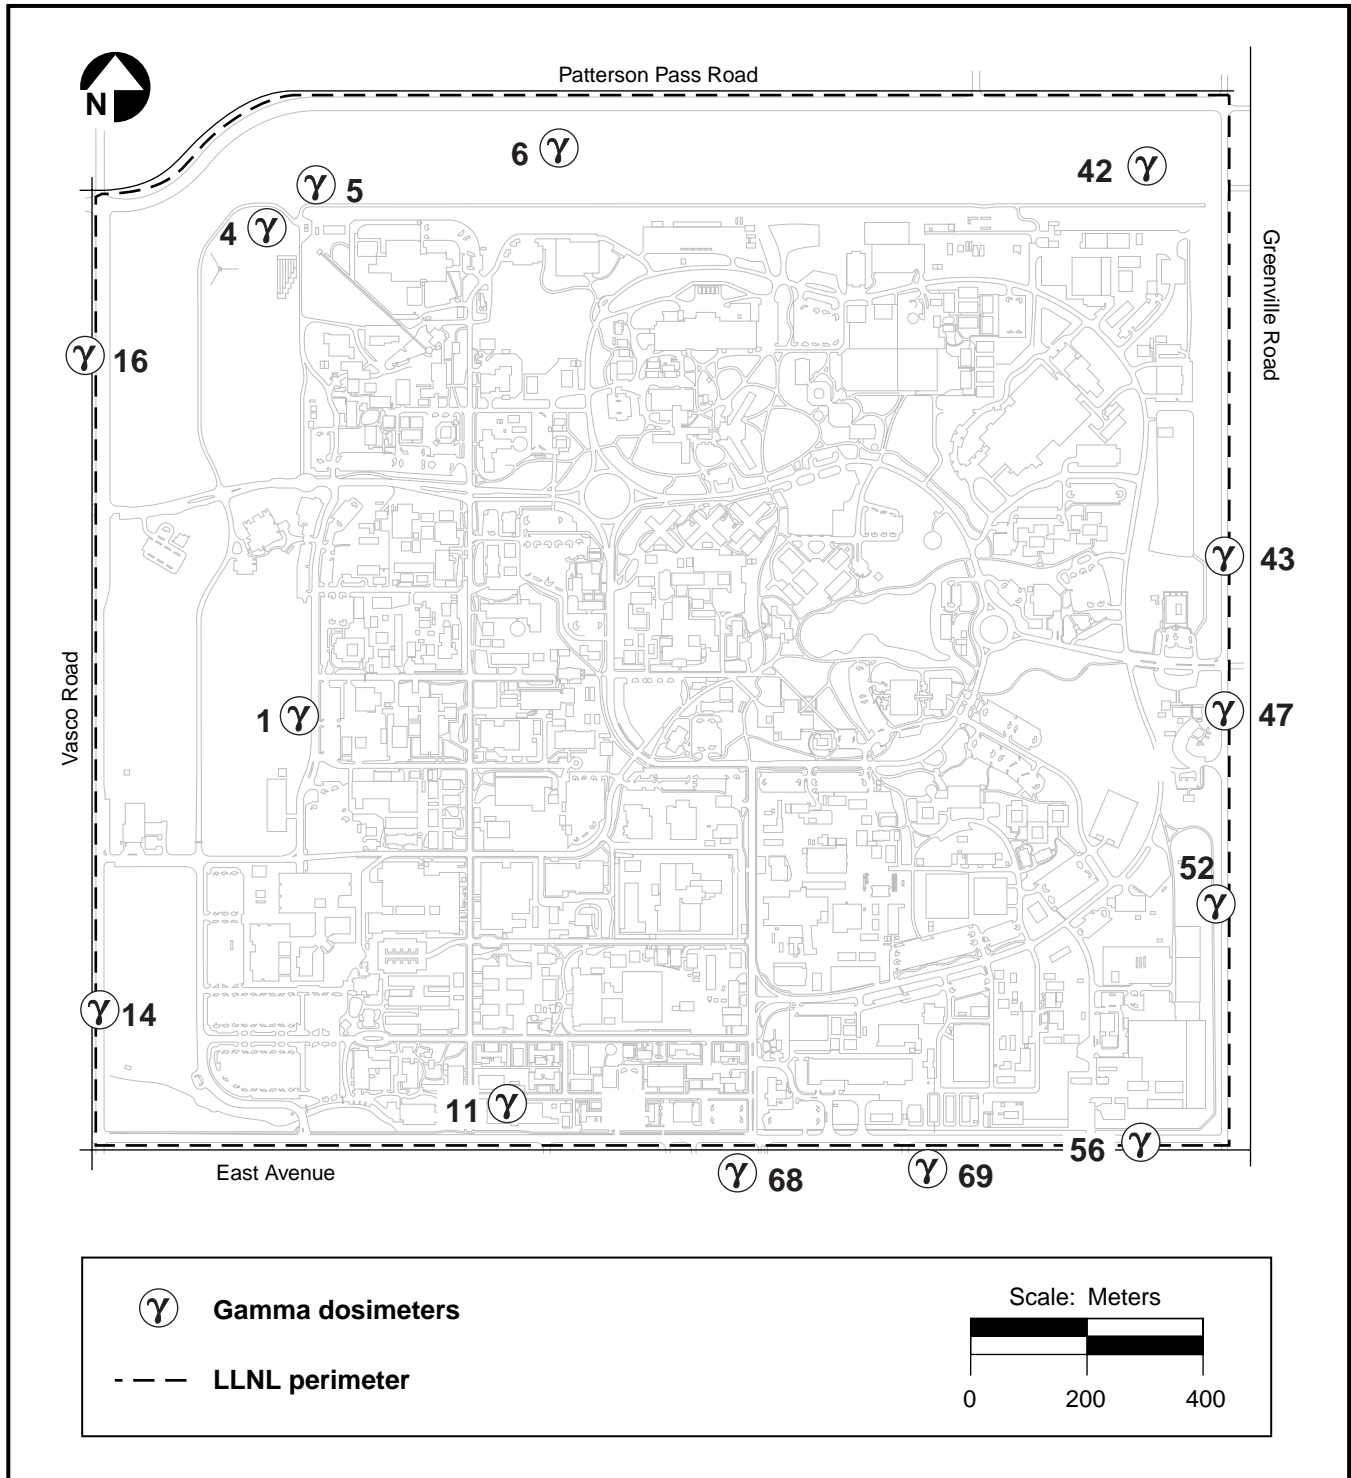 Patterson Pass Road
N
6 γ
42 γ
γ 5
4 γ
Greenville Road
γ 16
γ 43
Vasco Road
1 γ
γ 47
52
γ
γ 14
11 γ
56 γ
East Avenue
γ 68
γ 69
γ Gamma dosimeters
Scale: Meters
LLNL perimeter
0 200 400